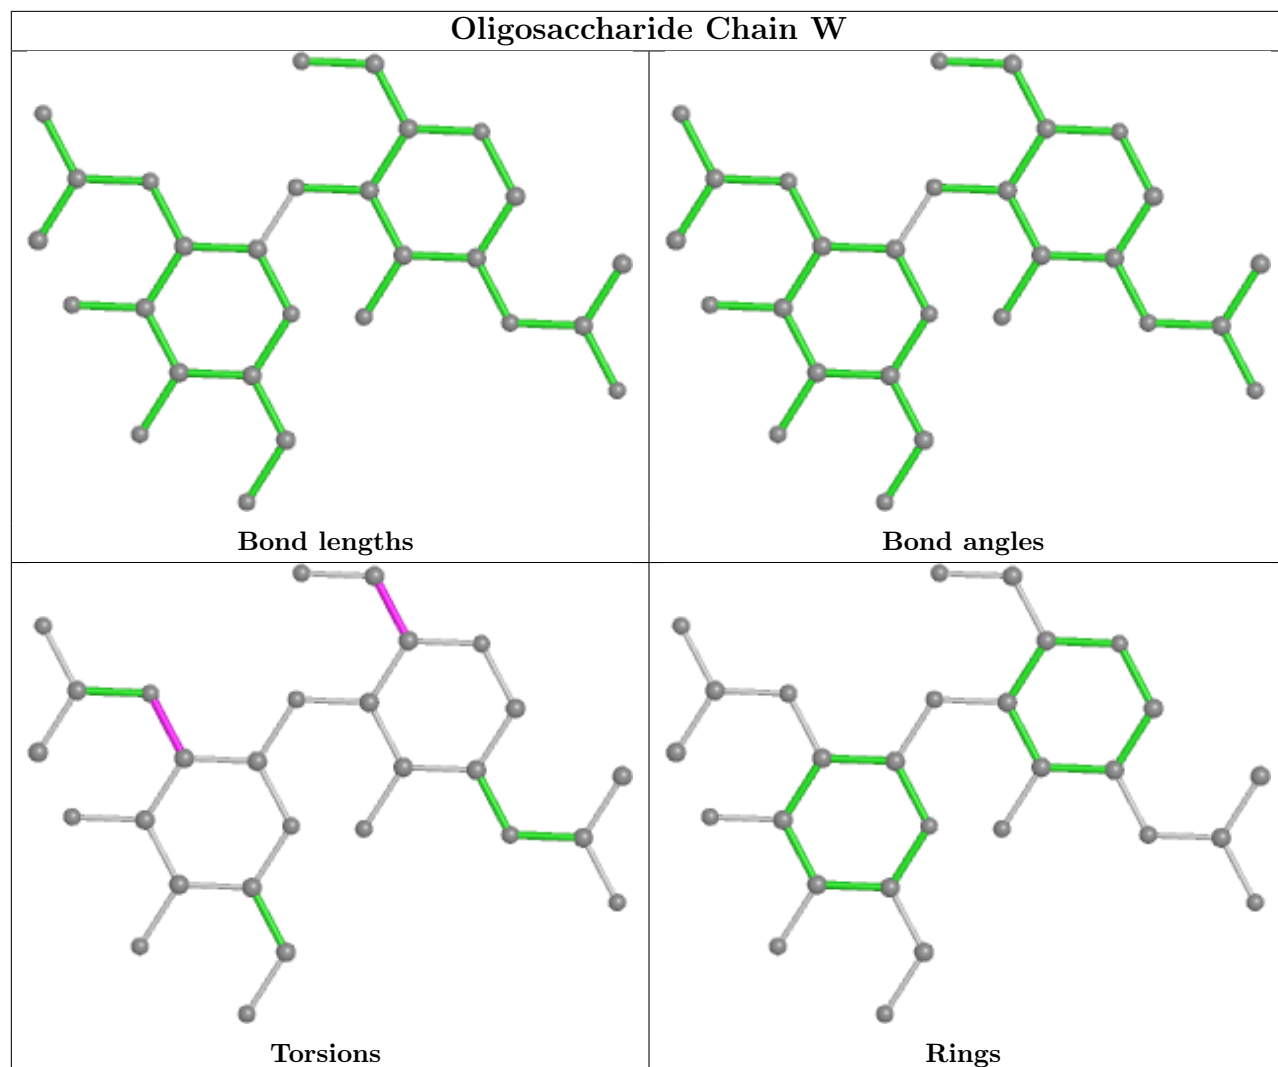 Oligosaccharide Chain W
Bond lengths
Bond angles
Torsions
Rings